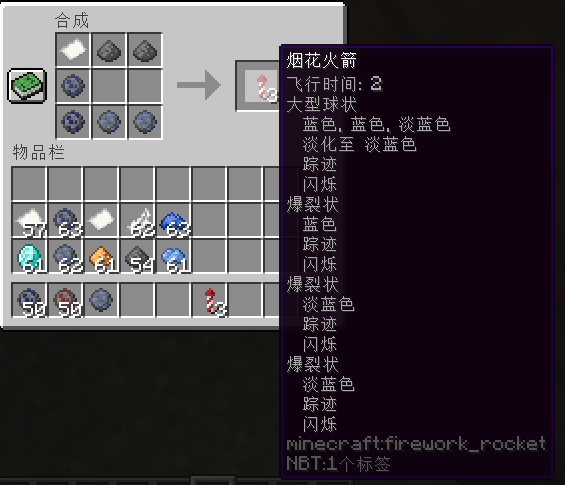 合成
3
烟花火箭
飞行时间: 2
大型球状
蓝色, 蓝色, 淡蓝色
淡化至 淡蓝色
踪迹
闪烁
爆裂状
蓝色
踪迹
闪烁
爆裂状
淡蓝色
踪迹
闪烁
爆裂状
淡蓝色
踪迹
闪烁
minecraft:firework_rocket
NBT:1个标签
物品栏
57 63 62 63
61 62 61 54 61
50 50 3